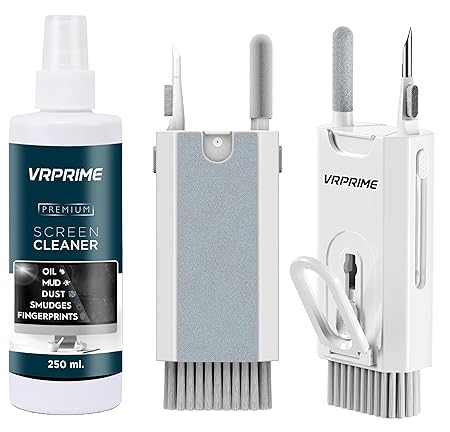 VRPRIME
PREMIUM
SCREEN
CLEANER
OIL
MUD
DUST
SMUDGES
FINGERPRINTS
250 ml.
VRPRIME